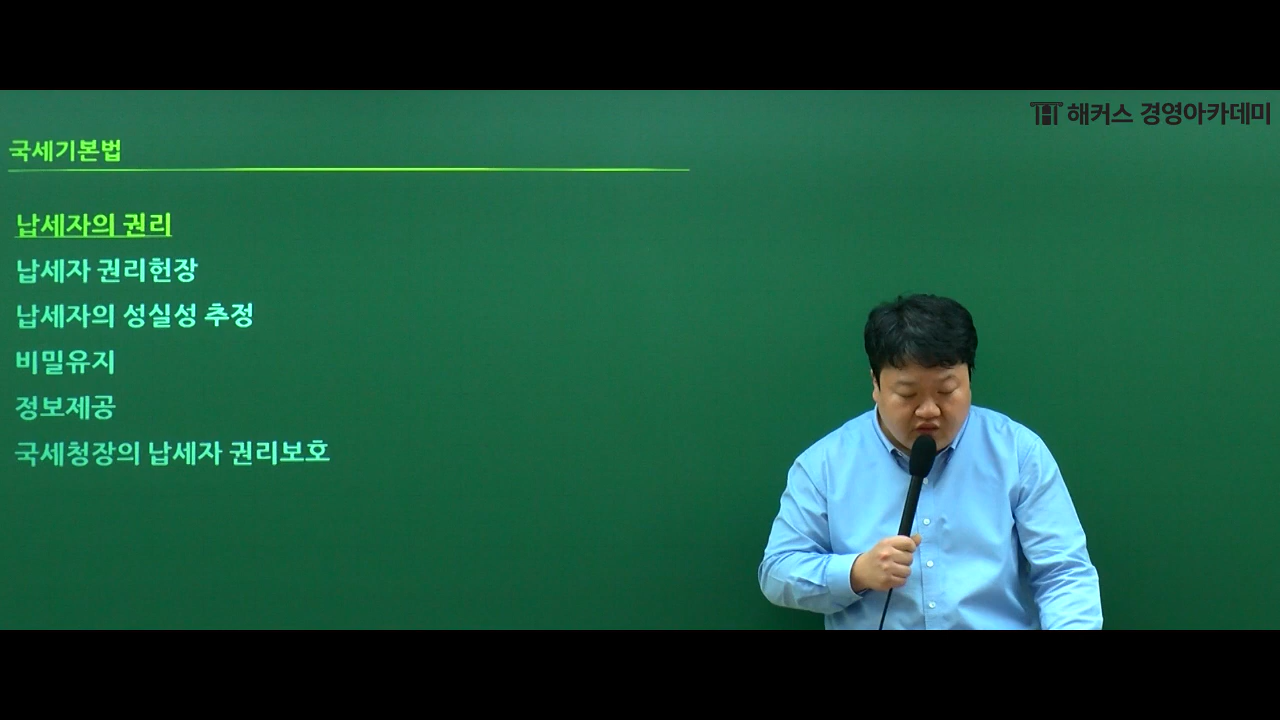 해커스 경영아카데미
국세기본법
납세자의 권리
납세자 권리헌장
납세자의 성실성 추정
비밀유지
정보제공
국세청장의 납세자 권리보호